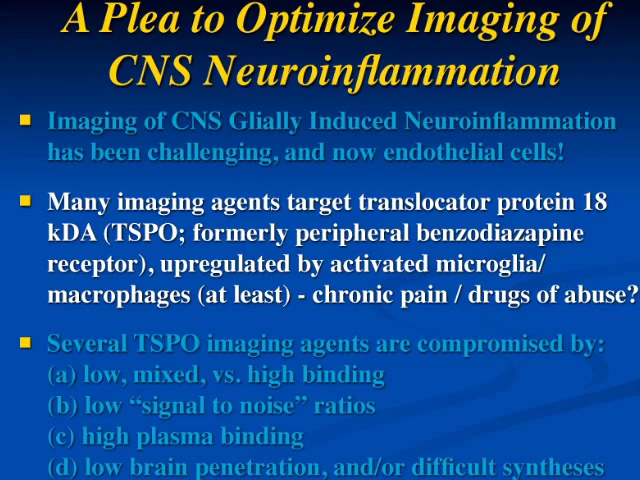 A Plea to Optimize Imaging of
CNS Neuroinflammation
Imaging of CNS Glially Induced Neuroinflammation
has been challenging, and now endothelial cells!
Many imaging agents target translocator protein 18
kDA (TSPO; formerly peripheral benzodiazapine
receptor), upregulated by activated microglia/
macrophages (at least) - chronic pain / drugs of abuse?
Several TSPO imaging agents are compromised by:
(a) low, mixed, vs. high binding
(b) low “signal to noise” ratios
(c) high plasma binding
(d) low brain penetration, and/or difficult syntheses